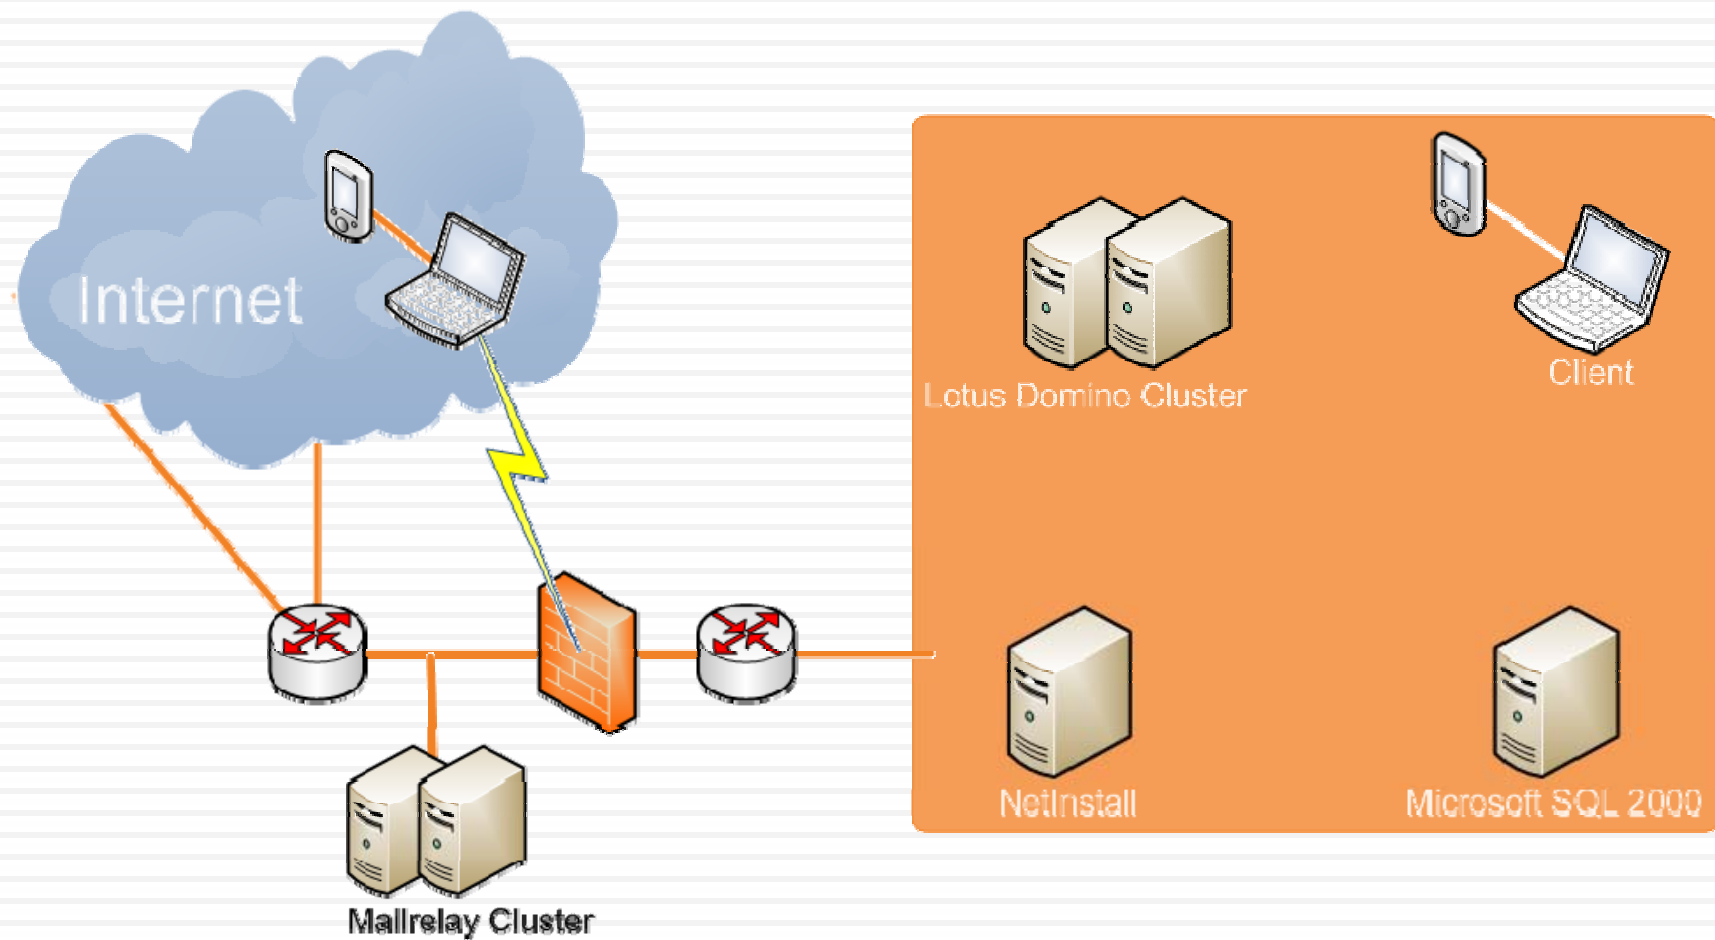 Internet
Lotus Domino Cluster
Client
NetInstall
Microsoft SQL 2000
Mailrelay Cluster